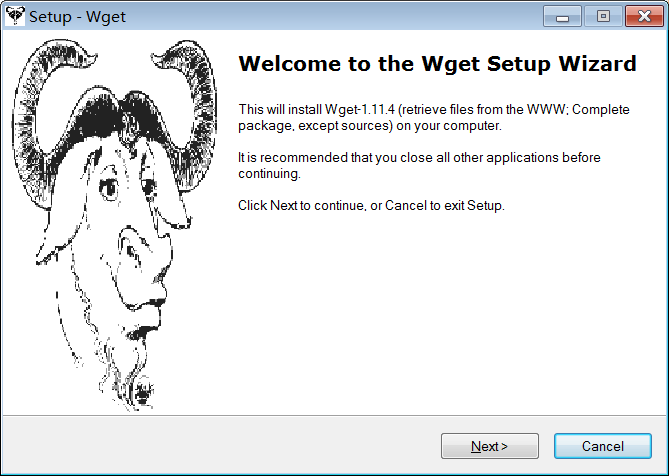 Setup - Wget
Welcome to the Wget Setup Wizard
This will install Wget-1.11.4 (retrieve files from the WWW; Complete
package, except sources) on your computer.
It is recommended that you close all other applications before
continuing.
Click Next to continue, or Cancel to exit Setup.
Next >
Cancel